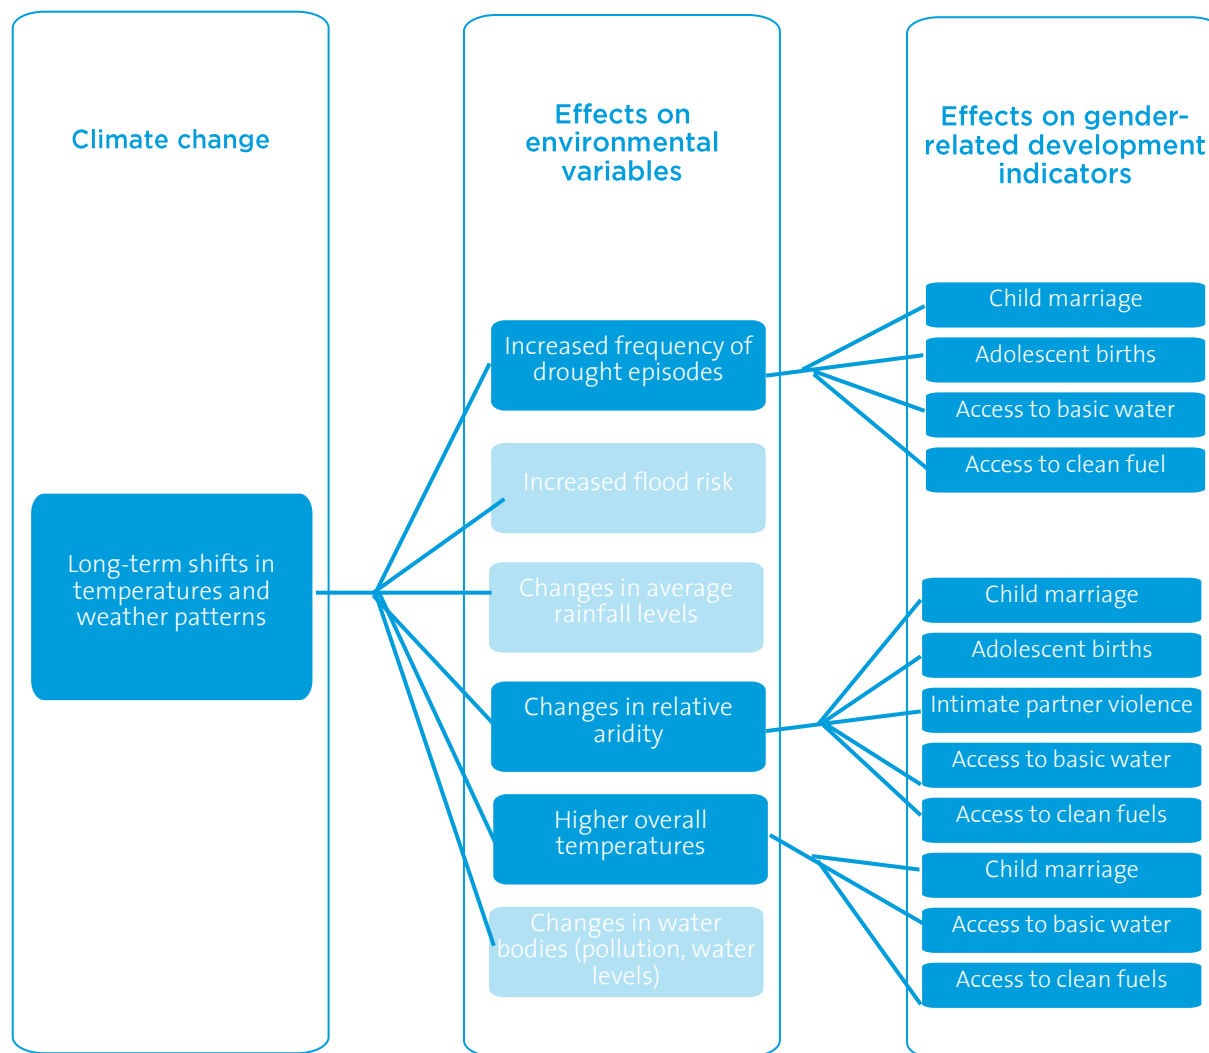 Climate change
Effects on
environmental
variables
Effects on gender-
related development
indicators
Long-term shifts in
temperatures and
weather patterns
Increased frequency of
drought episodes
Increased flood risk
Changes in average
rainfall levels
Changes in relative
aridity
Higher overall
temperatures
Changes in water
bodies (pollution, water
levels)
Child marriage
Adolescent births
Access to basic water
Access to clean fuel
Child marriage
Adolescent births
Intimate partner violence
Access to basic water
Access to clean fuels
Child marriage
Access to basic water
Access to clean fuels